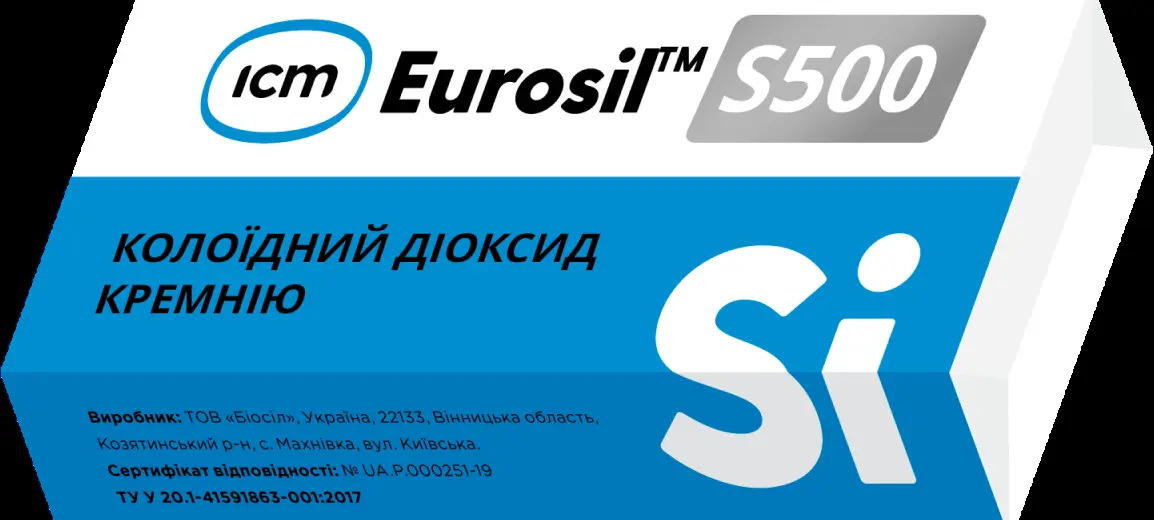 ıcm Eurosil™ S500
КОЛОЇДНИЙ ДІОКСИД
КРЕМНІЮ
Si
Виробник: ТОВ «Біосіл», Україна, 22133, Вінницька область,
Козятинський р-н, с. Махнівка, вул. Київська.
Сертифікат відповідності: № UA.P.000251-19
ТУ У 20.1-41591863-001:2017